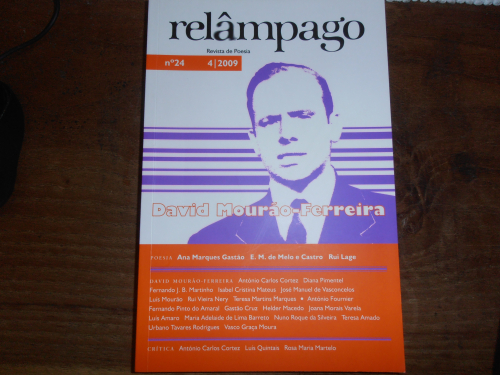 relâmpago
Revista de Poesia
nº24 4|2009
David Mourão-Ferreira
POESIA Ana Marques Gastão E. M. de Melo e Castro Rui Lage
DAVID MOURÃO-FERREIRA António Carlos Cortez Diana Pimentel
Fernando J. B. Martinho Isabel Cristina Mateus José Manuel de Vasconcelos
Luís Mourão Rui Vieira Nery Teresa Martins Marques • António Fournier
Fernando Pinto do Amaral Gastão Cruz Helder Macedo Joana Morais Varela
Luís Amaro Maria Adelaide de Lima Barreto Nuno Roque da Silveira Teresa Amado
Urbano Tavares Rodrigues Vasco Graça Moura
CRÍTICA António Carlos Cortez Luís Quintais Rosa Maria Martelo